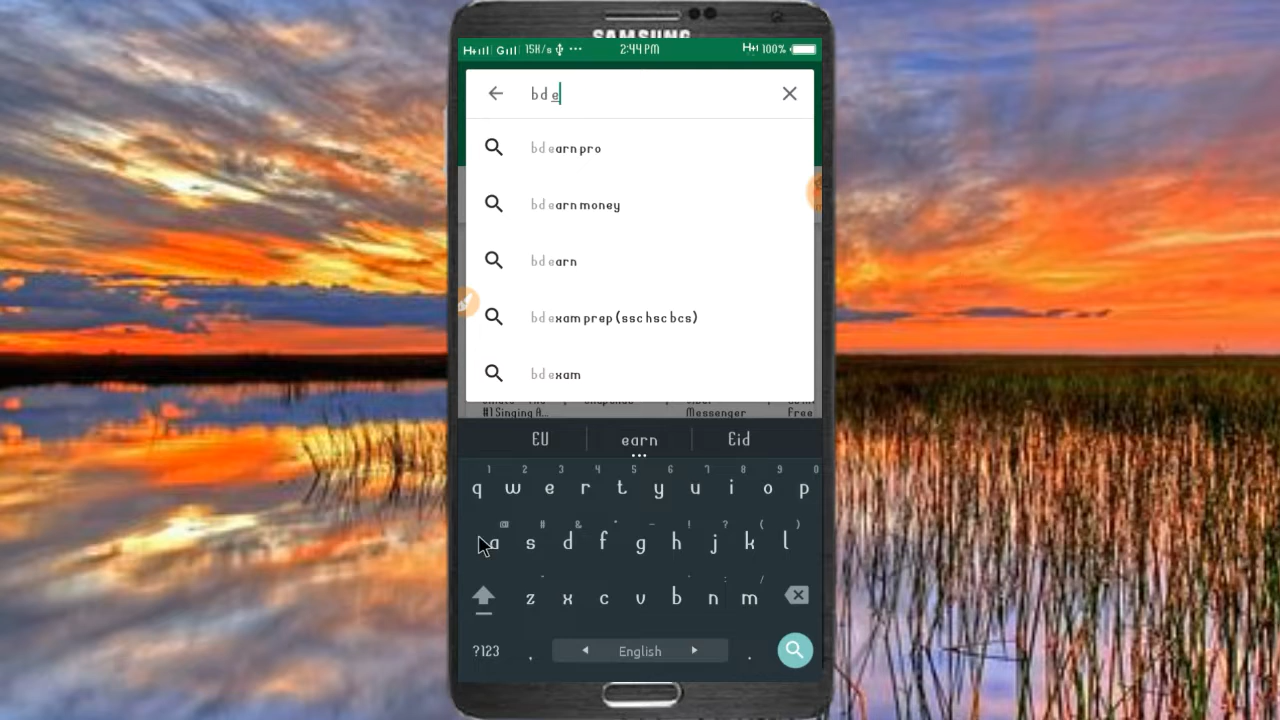 SAMSUNG
15K/s ... 2:44 PM H+ 100%
bd e
bd earn pro
bd earn money
bd earn
bd exam prep (ssc hsc bcs)
bd exam
#1 Singing A...
Messenger
Free
EU earn Eid
1 2 3 4 5 6 7 8 9 0
q w e r t y u i o p
@ # & * - ! ? ( )
a s d f g h j k l
z x c v b n m
?123 , English .